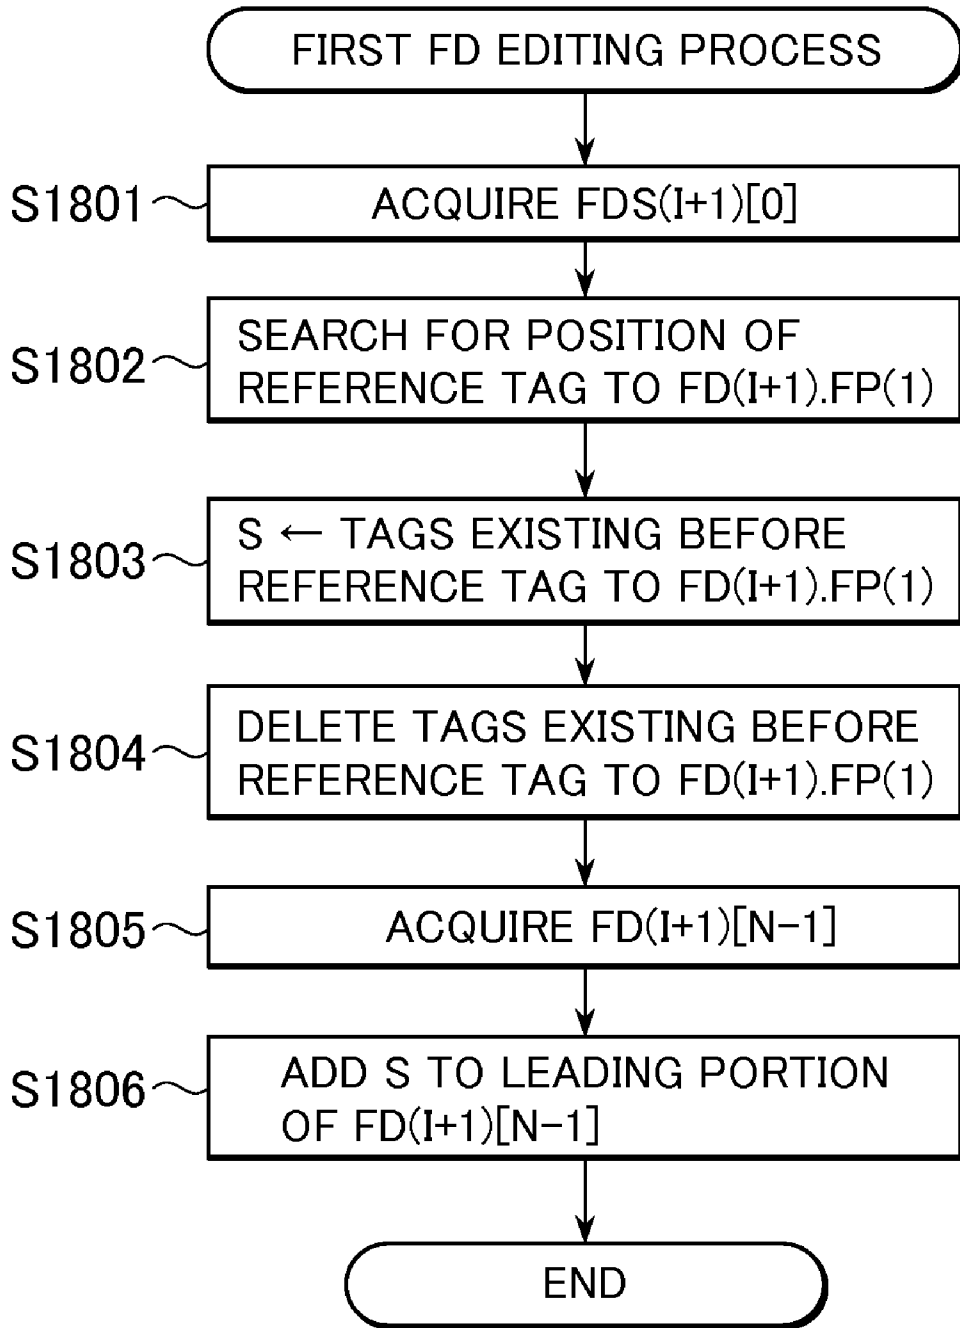 FIRST FD EDITING PROCESS
S1801
ACQUIRE FDS(I+1)[0]
S1802
SEARCH FOR POSITION OF
REFERENCE TAG TO FD(I+1).FP(1)
S1803
S ← TAGS EXISTING BEFORE
REFERENCE TAG TO FD(I+1).FP(1)
S1804
DELETE TAGS EXISTING BEFORE
REFERENCE TAG TO FD(I+1).FP(1)
S1805
ACQUIRE FD(I+1)[N-1]
S1806
ADD S TO LEADING PORTION
OF FD(I+1)[N-1]
END